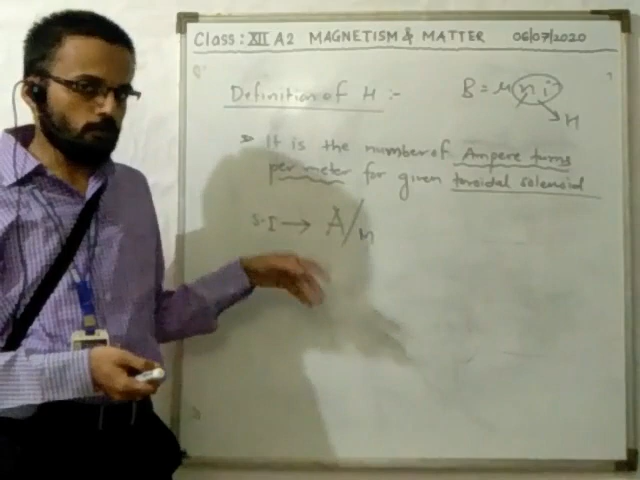 Class: XII A2 MAGNETISM & MATTER 06/07/2020
Definition of H :-
B = μ n i
H
It is the number of Ampere turns
per meter for given toroidal solenoid
S.I → A/m